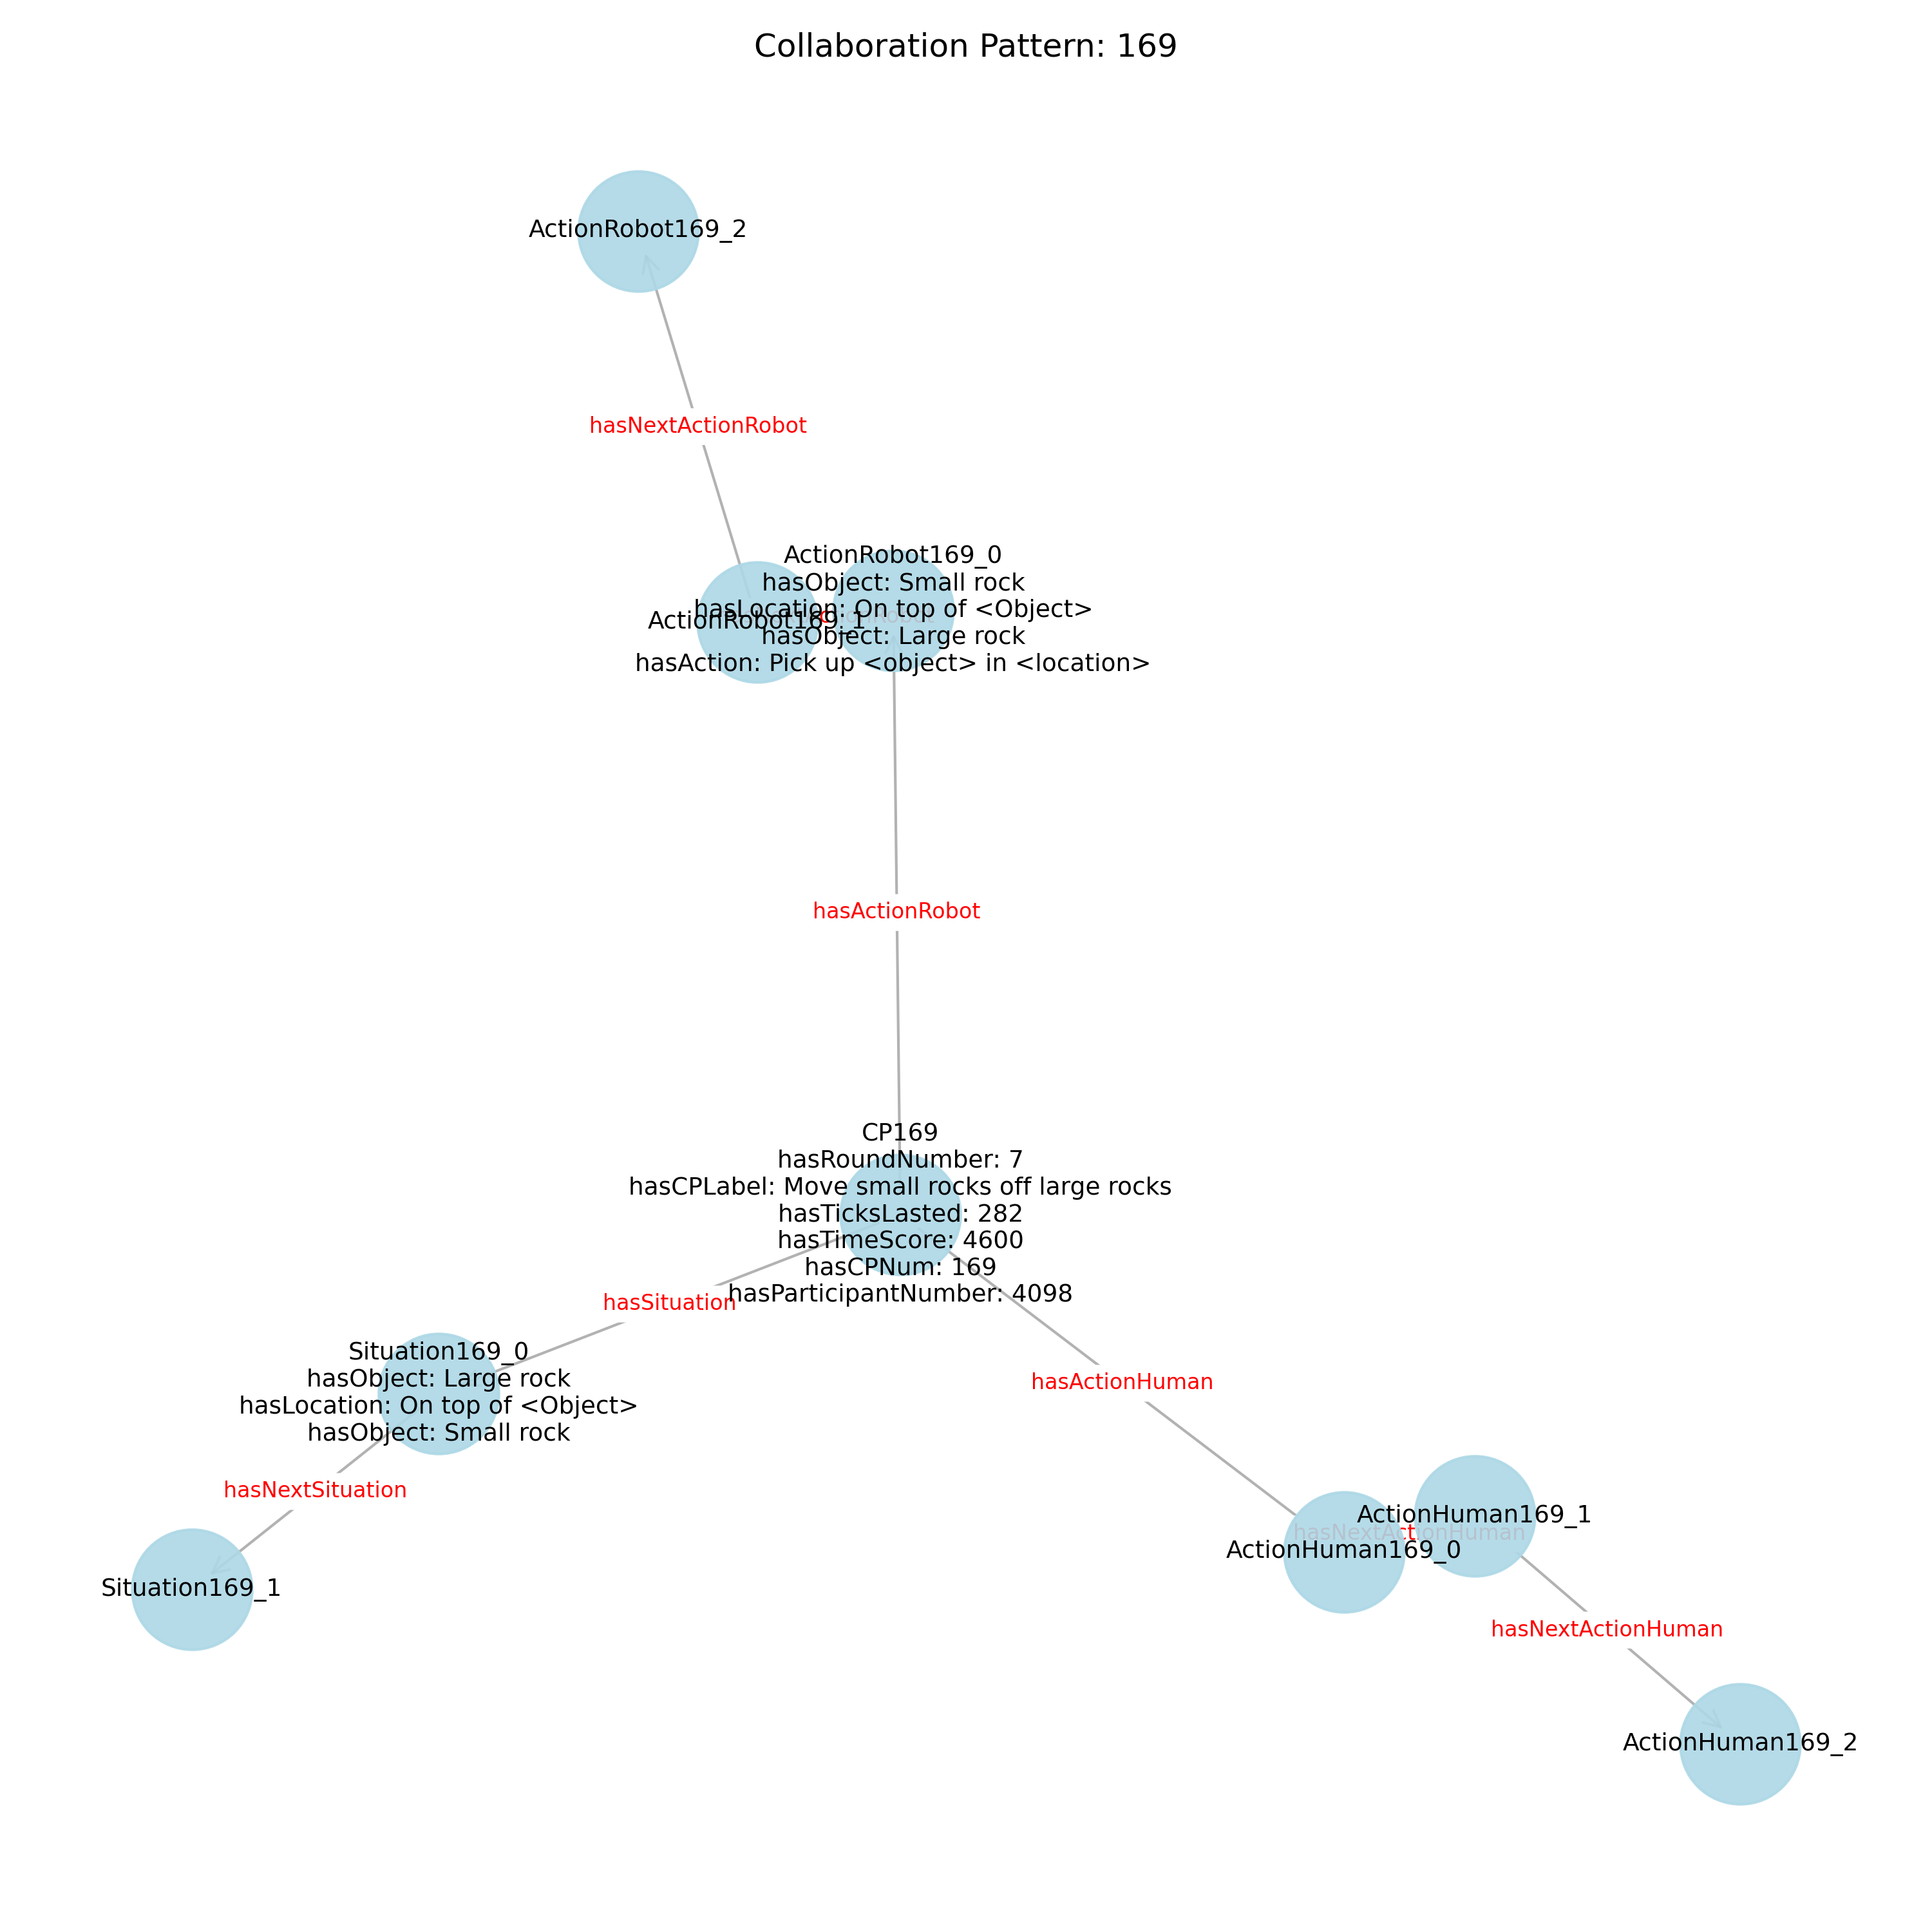 Collaboration Pattern: 169
ActionRobot169_2
hasNextActionRobot
ActionRobot169_0
hasObject: Small rock
hasLocation: On top of <Object>
hasObject: Large rock
hasAction: Pick up <object> in <location>
ActionRobot169_1
hasActionRobot
CP169
hasRoundNumber: 7
hasCPLabel: Move small rocks off large rocks
hasTicksLasted: 282
hasTimeScore: 4600
hasCPNum: 169
hasParticipantNumber: 4098
hasSituation
Situation169_0
hasObject: Large rock
hasLocation: On top of <Object>
hasObject: Small rock
hasActionHuman
hasNextSituation
Situation169_1
ActionHuman169_1
hasNextActionHuman
ActionHuman169_0
hasNextActionHuman
ActionHuman169_2